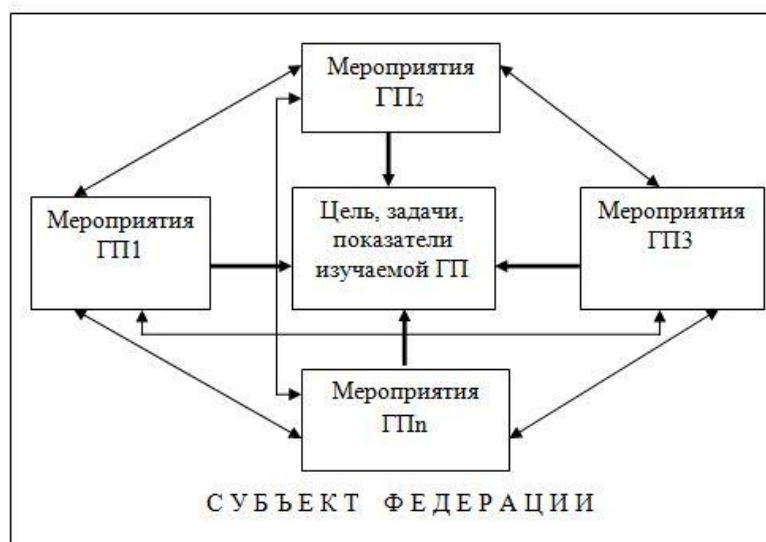 Мероприятия
ГП2
Мероприятия
ГП1
Цель, задачи,
показатели
изучаемой ГП
Мероприятия
ГП3
Мероприятия
ГПn
СУБЪЕКТ ФЕДЕРАЦИИ